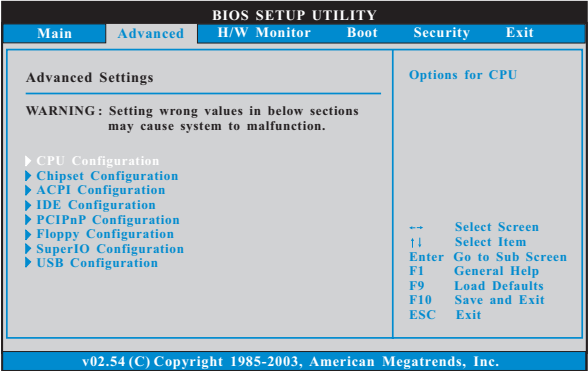 BIOS SETUP UTILITY
Main Advanced H/W Monitor Boot Security Exit
Advanced Settings
WARNING : Setting wrong values in below sections
may cause system to malfunction.
CPU Configuration
Chipset Configuration
ACPI Configuration
IDE Configuration
PCIPnP Configuration
Floppy Configuration
SuperIO Configuration
USB Configuration
Options for CPU
←→ Select Screen
↑↓ Select Item
Enter Go to Sub Screen
F1 General Help
F9 Load Defaults
F10 Save and Exit
ESC Exit
v02.54 (C) Copyright 1985-2003, American Megatrends, Inc.